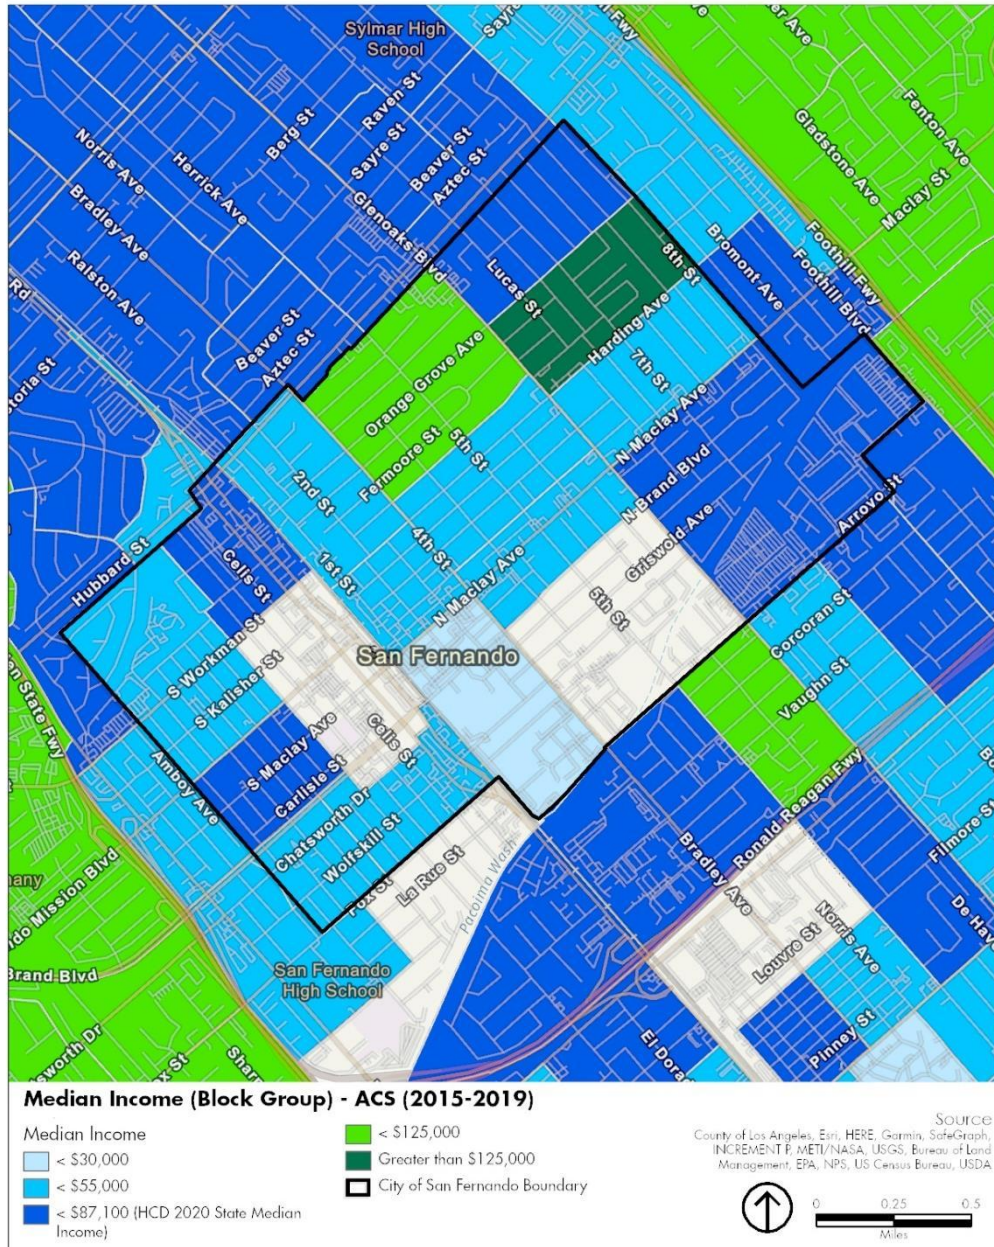 Sylmar High
School
Fenton Ave
Gladstone Ave
Maclay St
Raven St
Berg St
Sayre St
Beaver St
Aztec St
Norris Ave
Herrick Ave
Bradley Ave
Glenoaks Blvd
Ralston Ave
Rd
Lucas St
8th St
Bromont Ave
Foothill Fwy
Foothill Blvd
Beaver St
Aztec St
Harding Ave
7th St
Orange Grove Ave
Fermoore St
5th St
N Maclay Ave
N Brand Blvd
2nd St
4th St
Griswold Ave
Arroyo St
Hubbard St
Celis St
1st St
N Maclay Ave
5th St
Corcoran St
S Workman St
San Fernando
Vaughn St
S Kalisher St
Amboy Ave
S Maclay Ave
Celis St
Carlisle St
Chatsworth Dr
Wolfskill St
Ronald Reagan Fwy
Filmore St
Bradley Ave
Fox St
La Rue St
Pacoima Wash
Norris Ave
Louvre St
De Hav
Brand Blvd
San Fernando
High School
Pinney St
El Dorad
Median Income (Block Group) - ACS (2015-2019)
Median Income
< $30,000
< $55,000
< $87,100 (HCD 2020 State Median
Income)
< $125,000
Greater than $125,000
City of San Fernando Boundary
Source
County of Los Angeles, Esri, HERE, Garmin, SafeGraph,
INCREMENT P, METI/NASA, USGS, Bureau of Land
Management, EPA, NPS, US Census Bureau, USDA
0 0.25 0.5
Miles